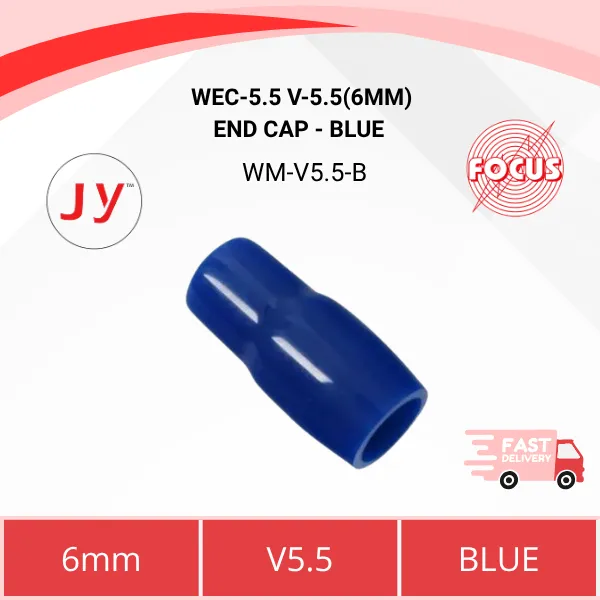 WEC-5.5 V-5.5(6MM)
END CAP - BLUE
WM-V5.5-B
JY™
FOCUS
FAST
DELIVERY
6mm
V5.5
BLUE